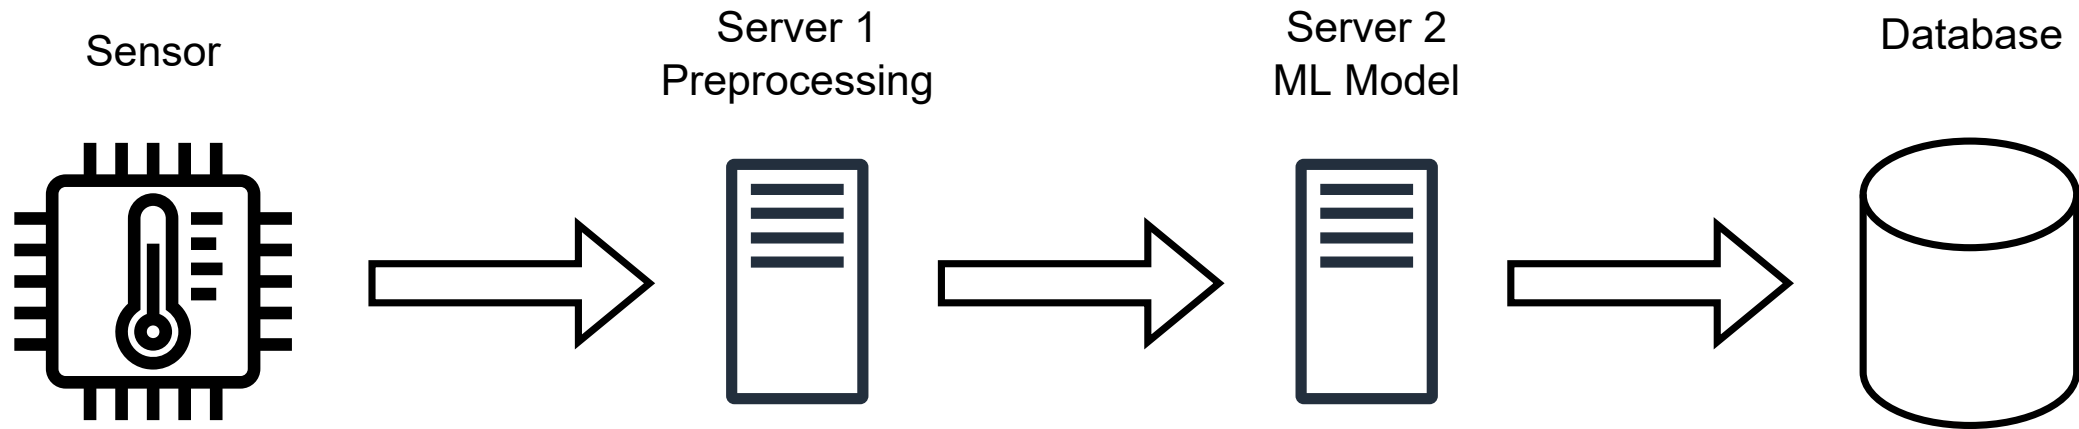 Sensor
Server 1
Preprocessing
Server 2
ML Model
Database